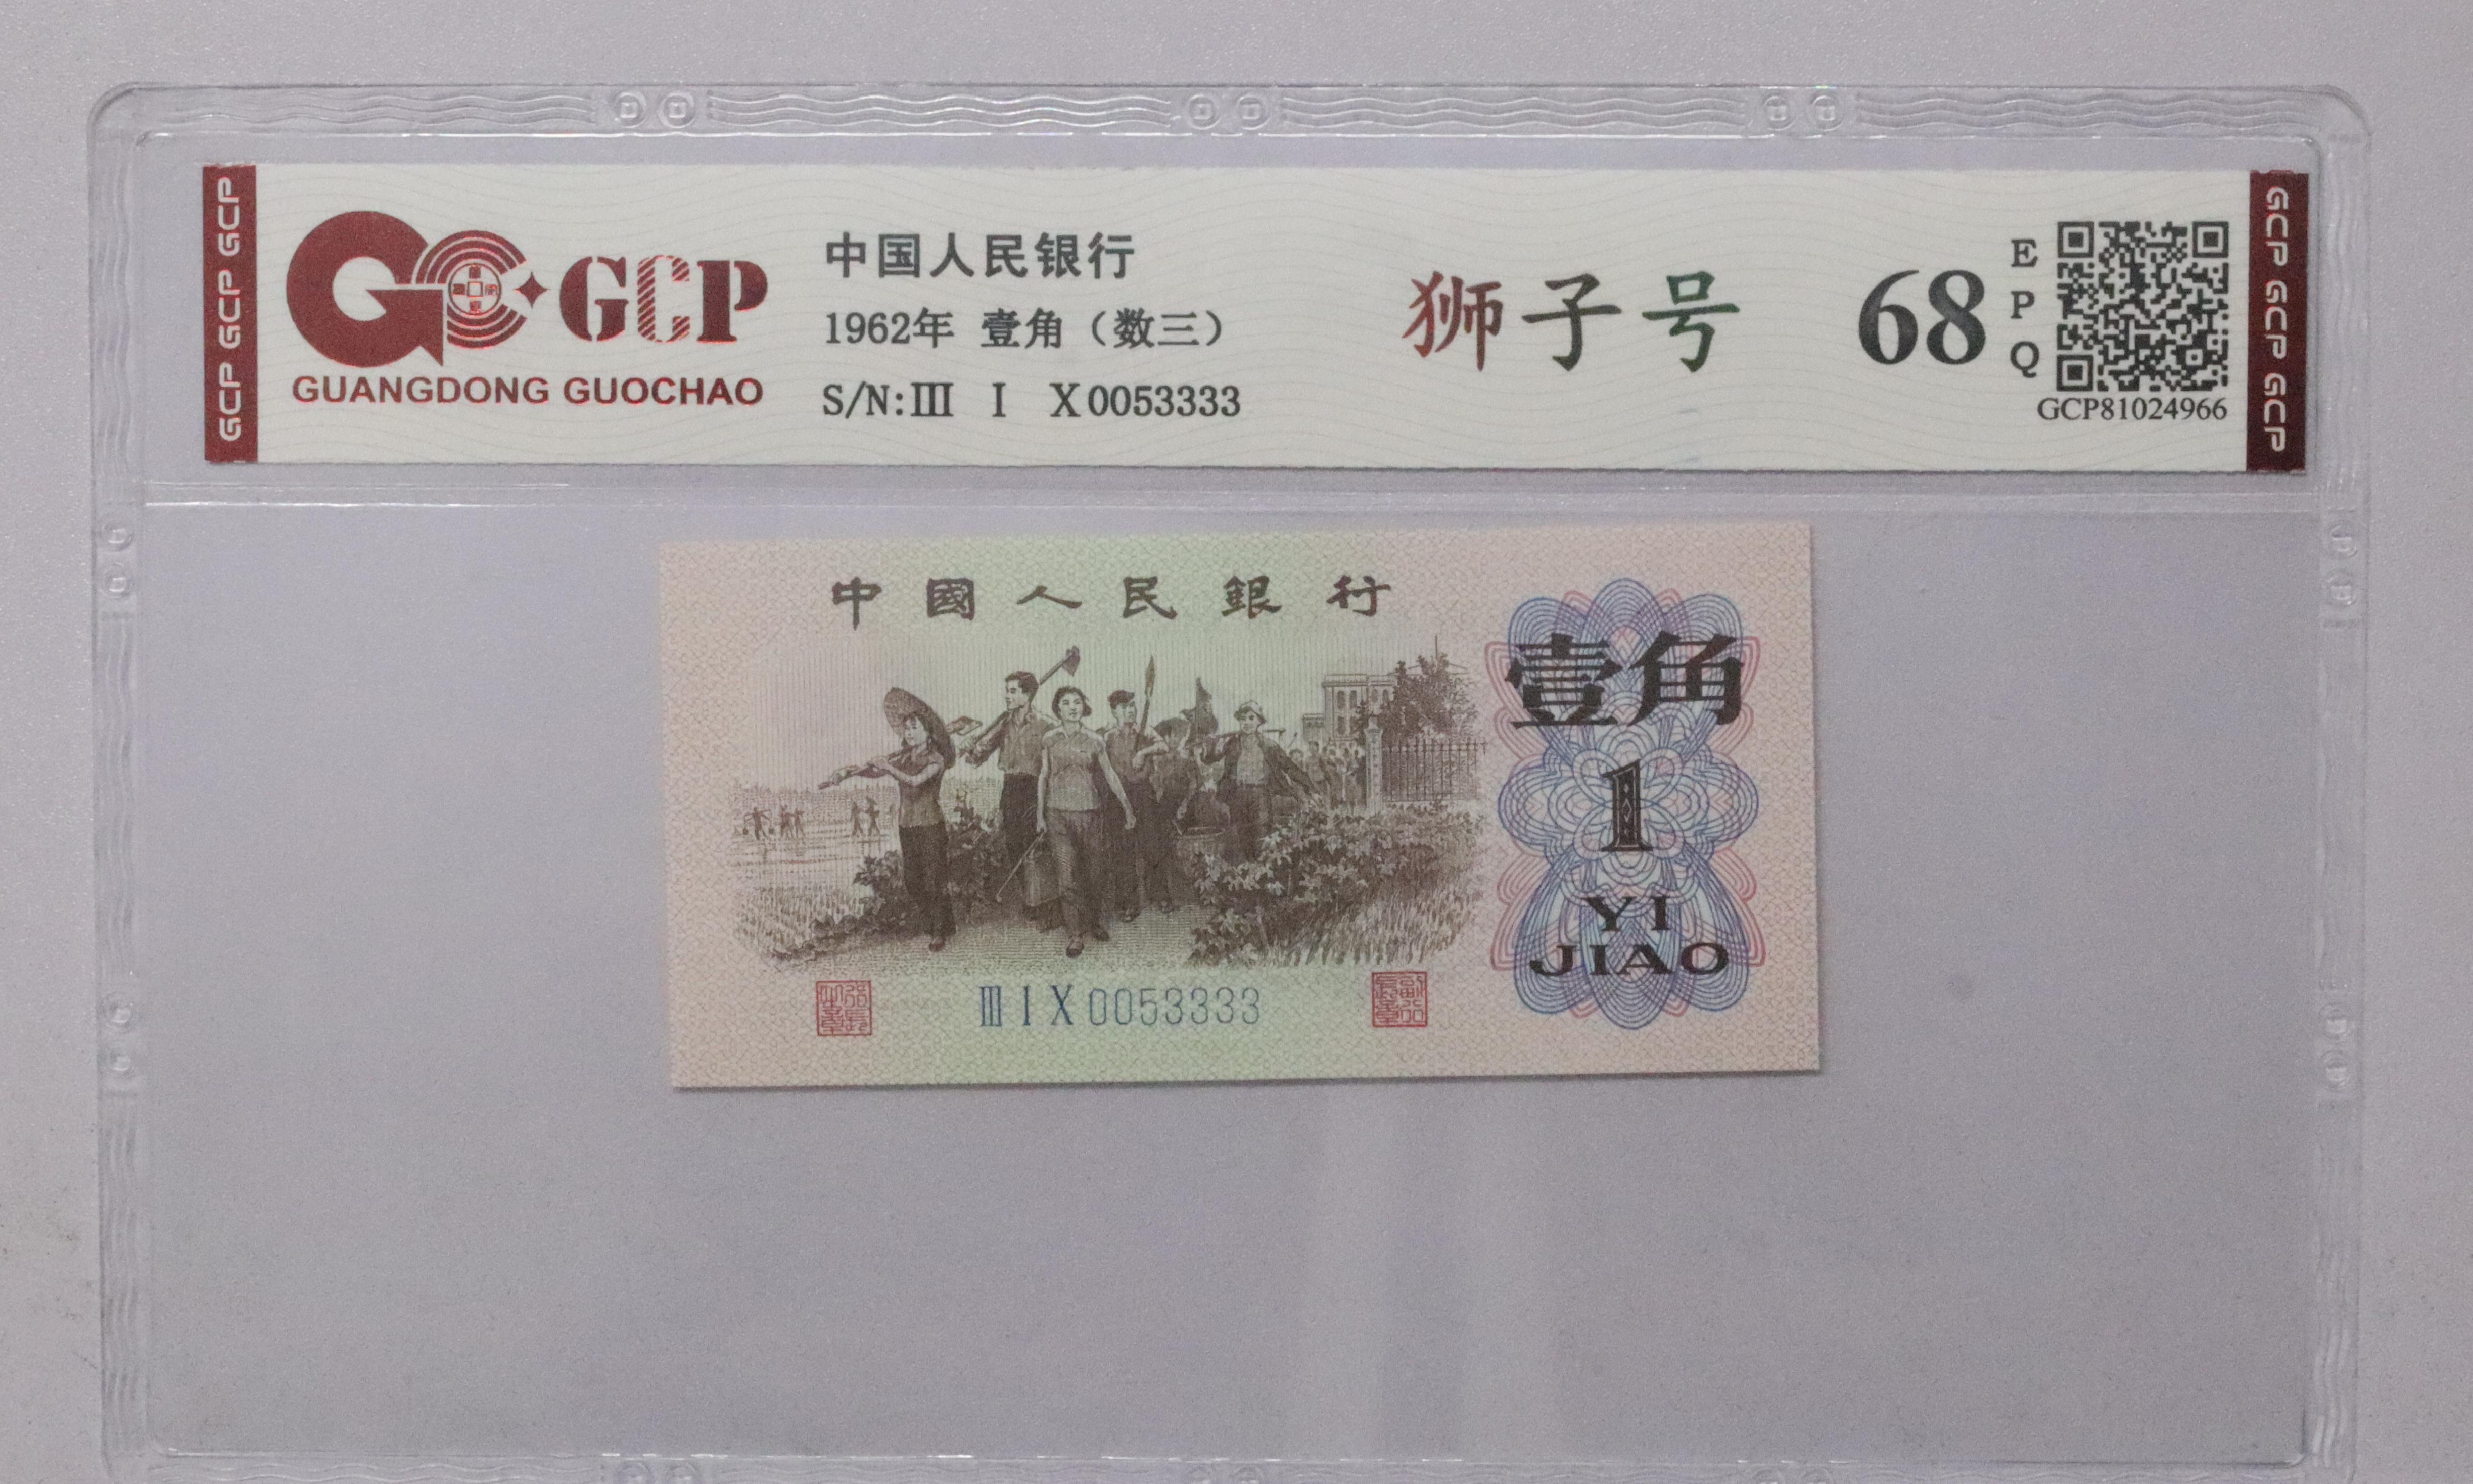 GCP GCP GCP
GCP
GUANGDONG GUOCHAO
中国人民银行
1962年 壹角（数三）
S/N:Ⅲ Ⅰ Ⅹ0053333
狮子号
68
E
P
Q
GCP81024966
GCP GCP GCP
中國人民銀行
壹角
1
YI
JIAO
Ⅲ Ⅰ Ⅹ 0053333